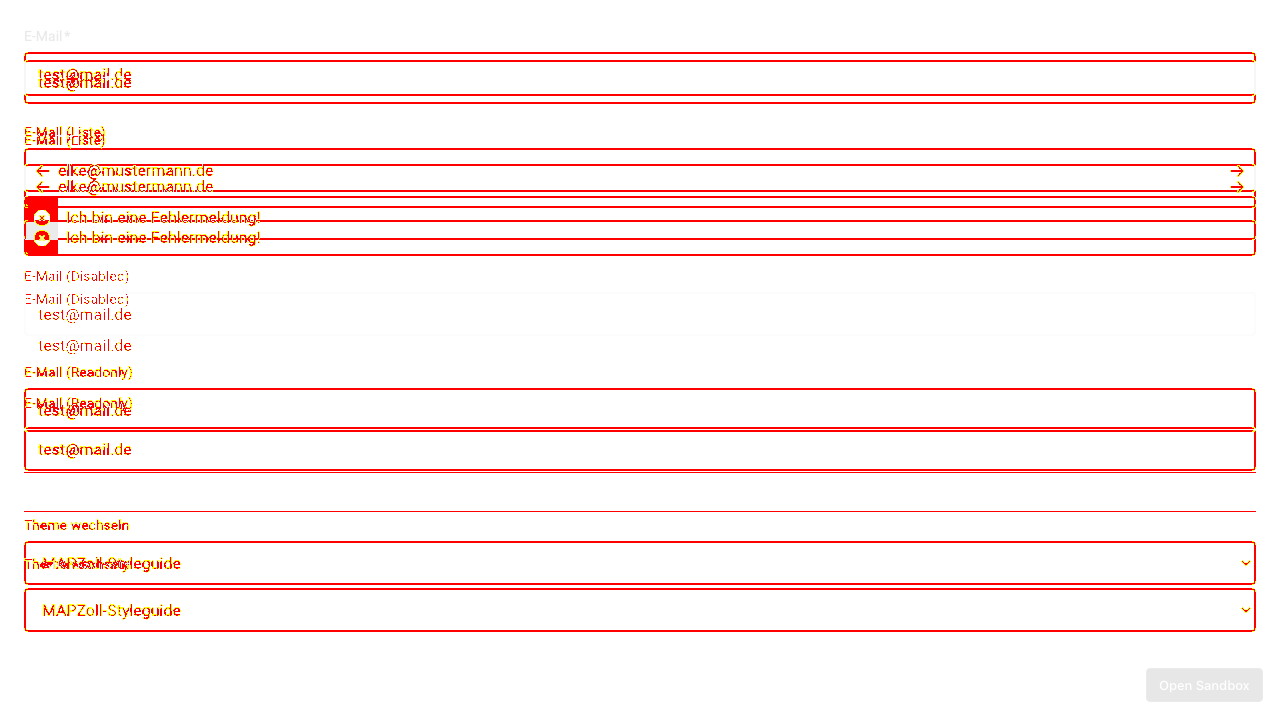 E-Mail*
test@mail.de
test@mail.de
E-Mail (Liste)
E-Mail (Liste)
elke@mustermann.de
elke@mustermann.de
Ich bin eine Fehlermeldung!
Ich bin eine Fehlermeldung!
E-Mail (Disabled)
E-Mail (Disabled)
test@mail.de
test@mail.de
E-Mail (Readonly)
E-Mail (Readonly)
test@mail.de
test@mail.de
Theme wechseln
MAPZoll-Styleguide
Theme wechseln
MAPZoll-Styleguide
Open Sandbox